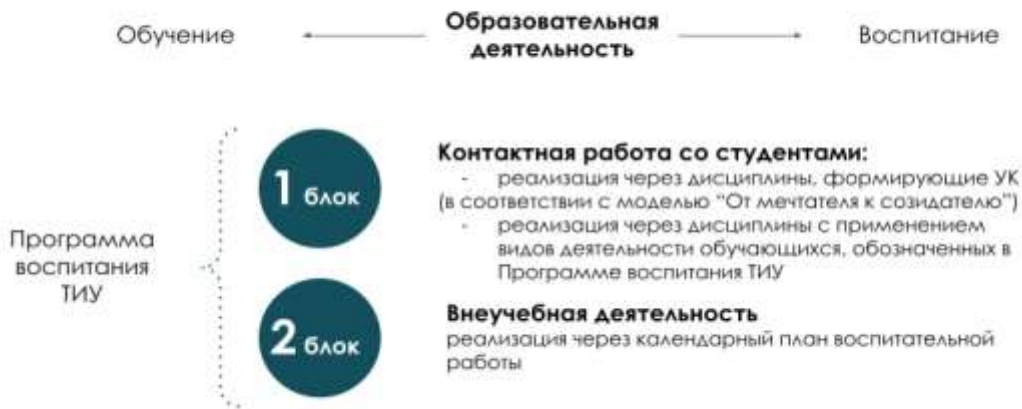 Обучение
Образовательная
деятельность
Воспитание
Программа
воспитания
ТИУ
1 блок
Контактная работа со студентами:
- реализация через дисциплины, формирующие УК
(в соответствии с моделью “От мечтателя к созидателю”)
- реализация через дисциплины с применением
видов деятельности обучающихся, обозначенных в
Программе воспитания ТИУ
2 блок
Внеучебная деятельность
реализация через календарный план воспитательной
работы